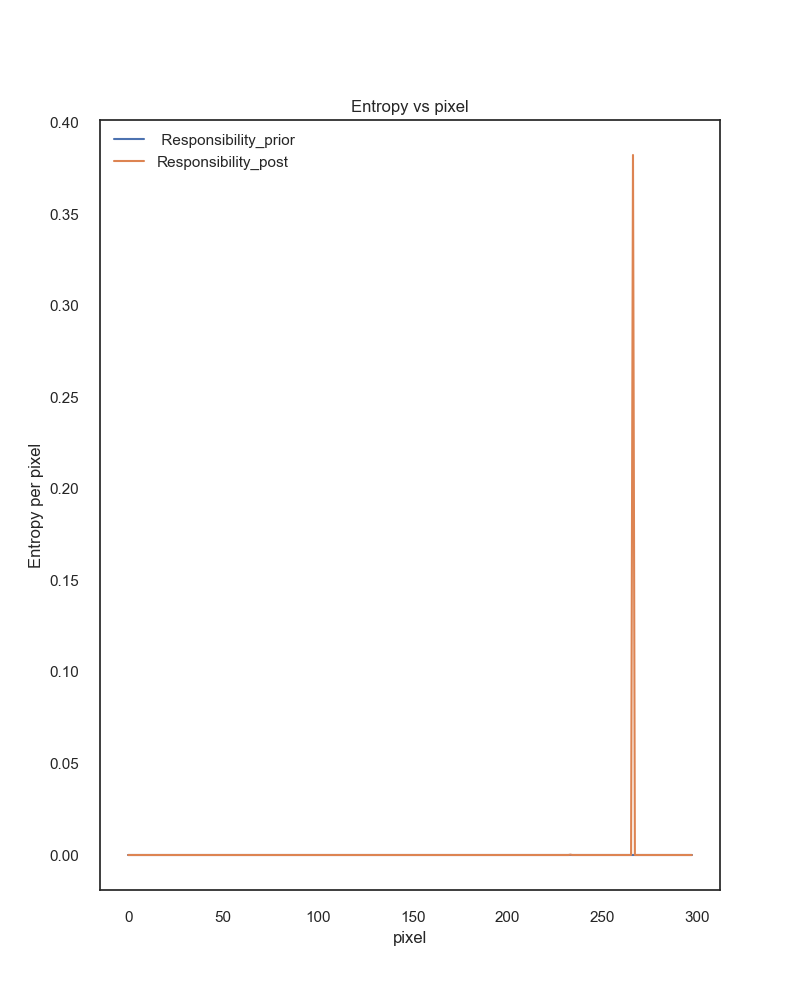 Entropy vs pixel
Responsibility_prior
Responsibility_post
0.40
0.35
0.30
0.25
0.20
0.15
0.10
0.05
0.00
Entropy per pixel
0 50 100 150 200 250 300
pixel